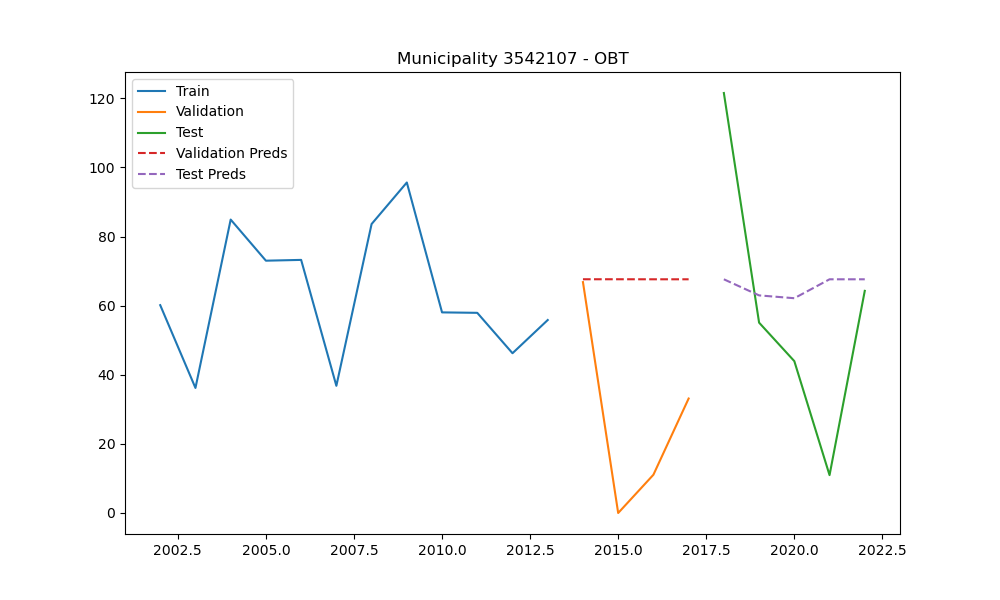 Municipality 3542107 - OBT
Train
Validation
Test
Validation Preds
Test Preds
120
100
80
60
40
20
0
2002.5 2005.0 2007.5 2010.0 2012.5 2015.0 2017.5 2020.0 2022.5